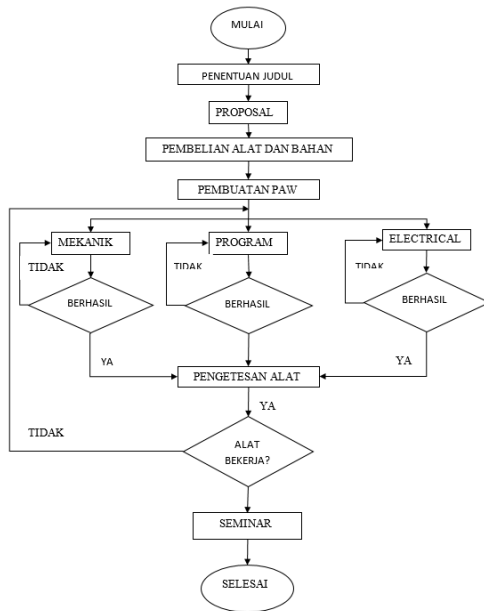 MULAI
PENENTUAN JUDUL
PROPOSAL
PEMBELIAN ALAT DAN BAHAN
PEMBUATAN PAW
MEKANIK
PROGRAM
ELECTRICAL
TIDAK
TIDAK
TIDAK
BERHASIL
BERHASIL
BERHASIL
YA
YA
PENGETESAN ALAT
YA
TIDAK
ALAT
BEKERJA?
SEMINAR
SELESAI